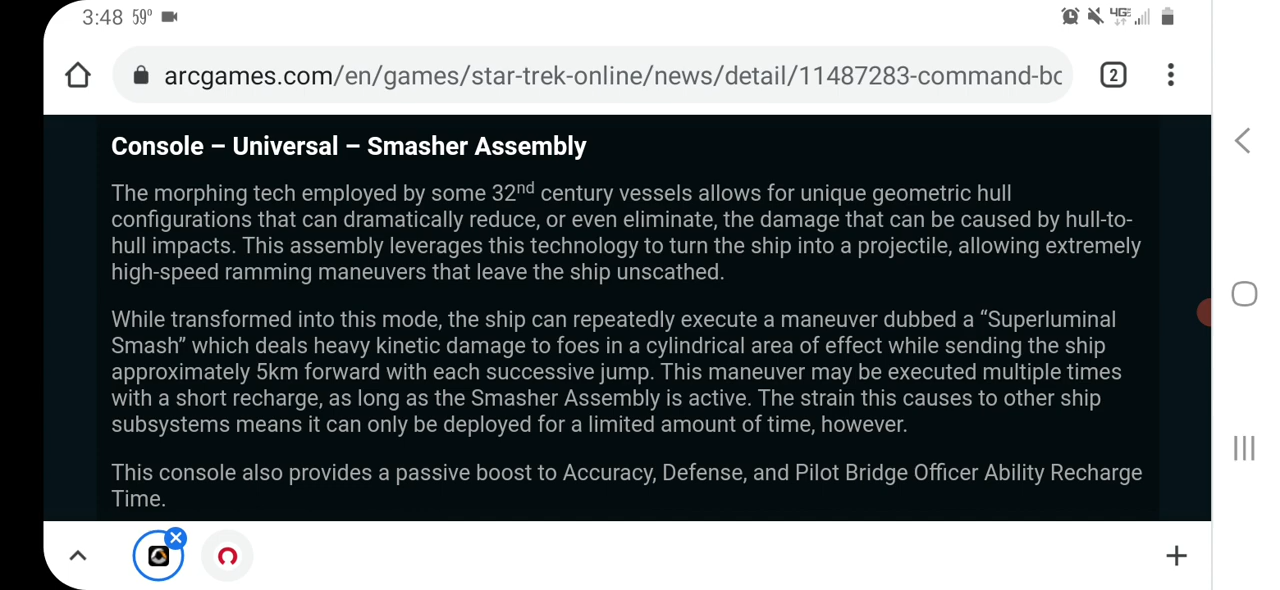 3:48 59°
4GE
arcgames.com/en/games/star-trek-online/news/detail/11487283-command-bc
2
Console – Universal – Smasher Assembly
The morphing tech employed by some 32nd century vessels allows for unique geometric hull
configurations that can dramatically reduce, or even eliminate, the damage that can be caused by hull-to-
hull impacts. This assembly leverages this technology to turn the ship into a projectile, allowing extremely
high-speed ramming maneuvers that leave the ship unscathed.
While transformed into this mode, the ship can repeatedly execute a maneuver dubbed a “Superluminal
Smash” which deals heavy kinetic damage to foes in a cylindrical area of effect while sending the ship
approximately 5km forward with each successive jump. This maneuver may be executed multiple times
with a short recharge, as long as the Smasher Assembly is active. The strain this causes to other ship
subsystems means it can only be deployed for a limited amount of time, however.
This console also provides a passive boost to Accuracy, Defense, and Pilot Bridge Officer Ability Recharge
Time.